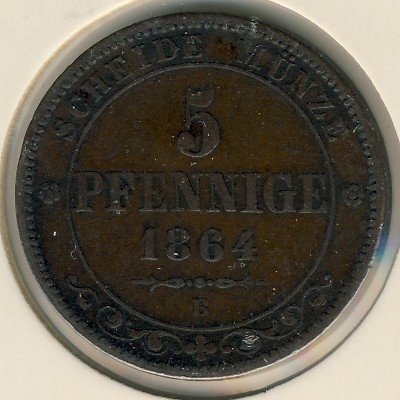 SCHEIDE MÜNZE
5
PFENNIGE
1864
B